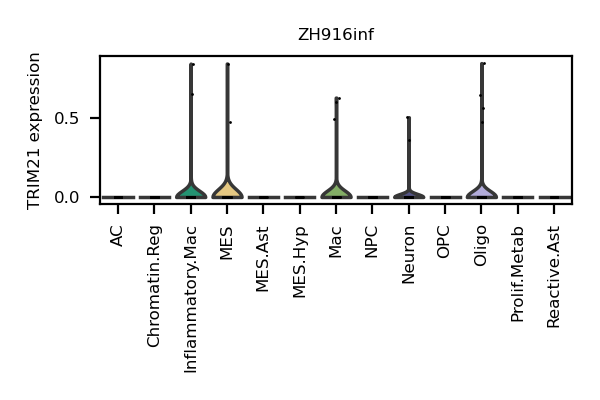 ZH916inf
TRIM21 expression
0.5
0.0
AC
Chromatin.Reg
Inflammatory.Mac
MES
MES.Ast
MES.Hyp
Mac
NPC
Neuron
OPC
Oligo
Prolif.Metab
Reactive.Ast